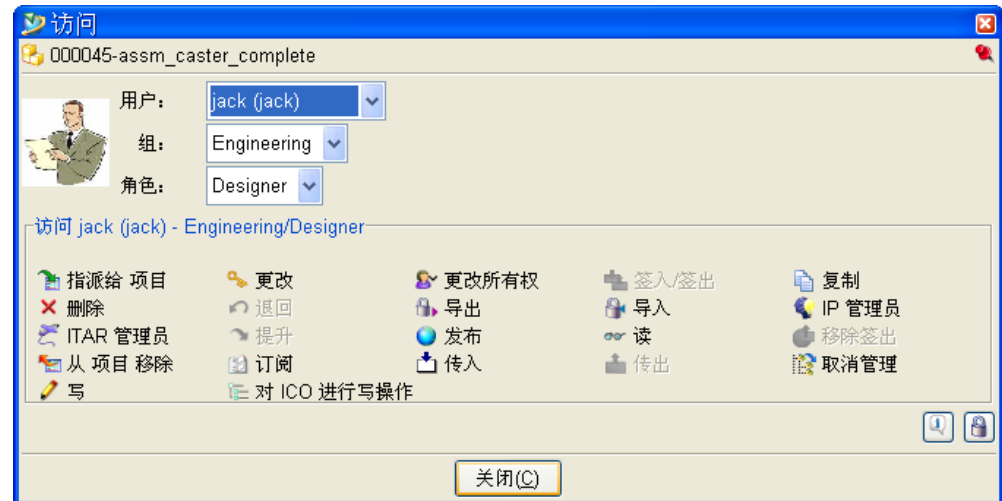 访问
000045-assm_caster_complete
用户： jack (jack)
组： Engineering
角色： Designer
访问 jack (jack) - Engineering/Designer
指派给 项目 更改 更改所有权 签入/签出 复制
删除 退回 导出 导入 IP 管理员
ITAR 管理员 提升 发布 读 移除签出
从 项目 移除 订阅 传入 传出 取消管理
写 对 ICO 进行写操作
关闭(C)